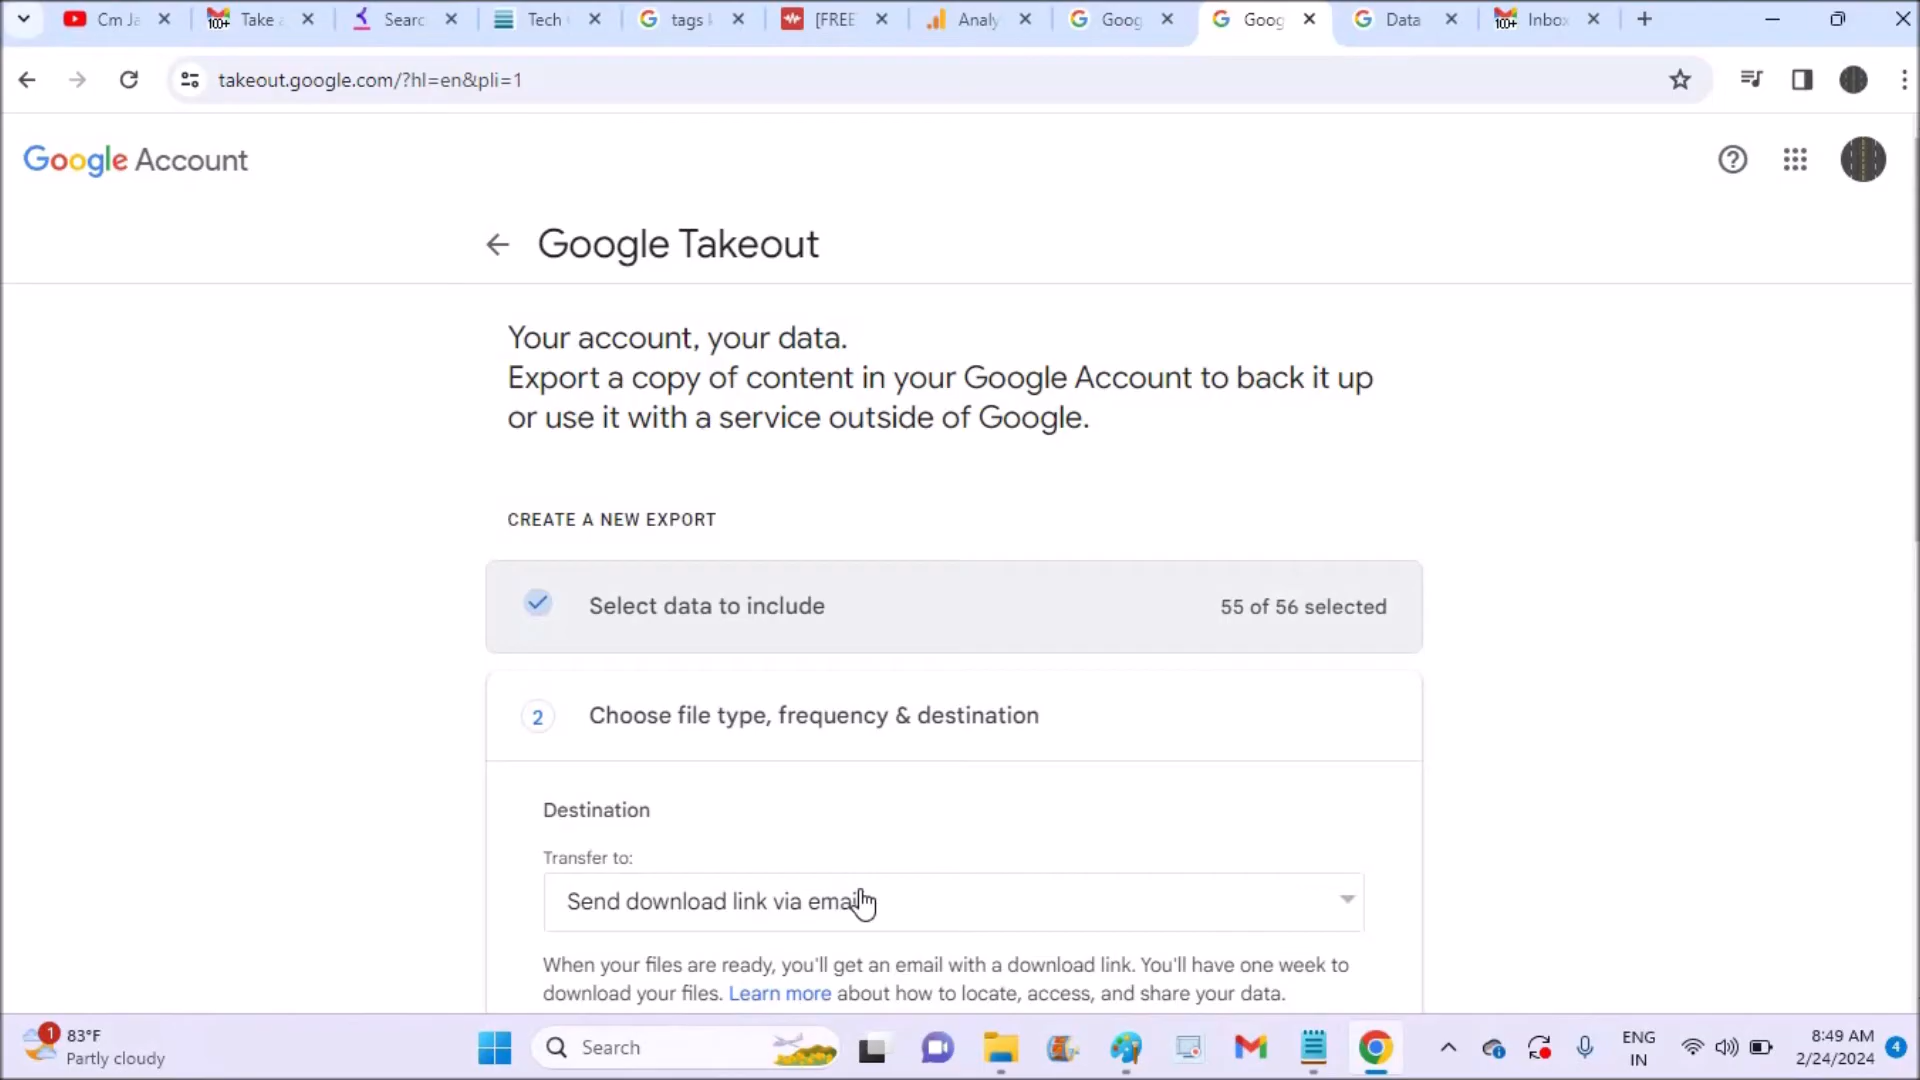 Cm Ja
100+ Take a
Searc
Tech
tags
[FREE
Analy
Goog
Goog
Data
100+ Inbox
takeout.google.com/?hl=en&pli=1
Google Account
Google Takeout
Your account, your data.
Export a copy of content in your Google Account to back it up
or use it with a service outside of Google.
CREATE A NEW EXPORT
Select data to include 55 of 56 selected
2 Choose file type, frequency & destination
Destination
Transfer to:
Send download link via email
When your files are ready, you'll get an email with a download link. You'll have one week to
download your files. Learn more about how to locate, access, and share your data.
1 83°F
Partly cloudy
Search
ENG
IN
8:49 AM
2/24/2024
4